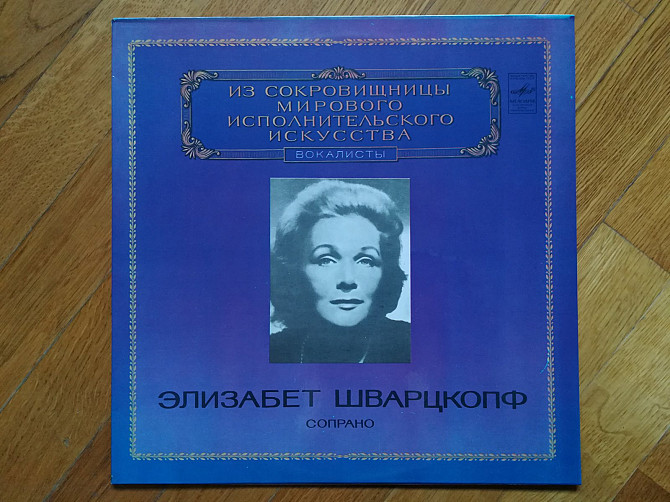 ИЗ СОКРОВИЩНИЦЫ
МИРОВОГО
ИСПОЛНИТЕЛЬСКОГО
ИСКУССТВА
ВОКАЛИСТЫ
ЭЛИЗАБЕТ ШВАРЦКОПФ
СОПРАНО